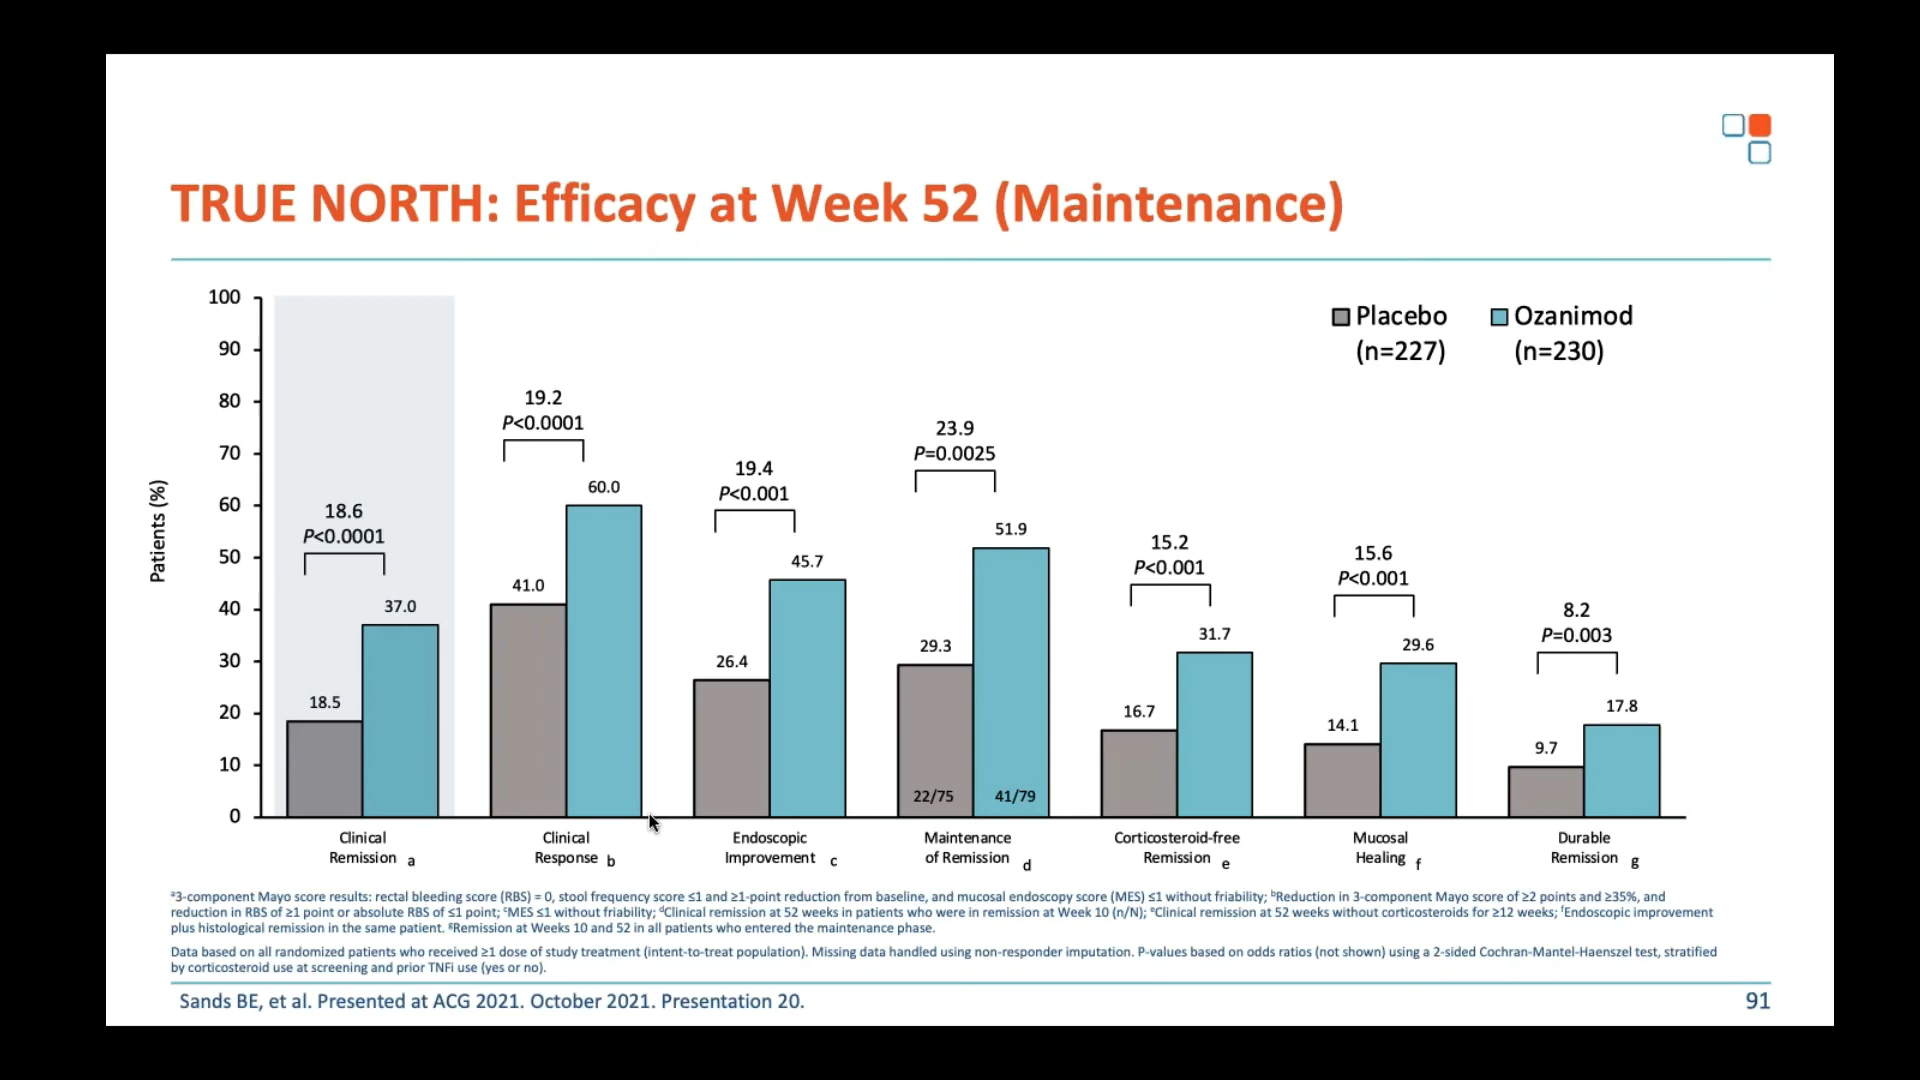 TRUE NORTH: Efficacy at Week 52 (Maintenance)
Placebo
(n=227)
Ozanimod
(n=230)
Patients (%)
100
90
80
70
60
50
40
30
20
10
0
18.6
P<0.0001
18.5
37.0
19.2
P<0.0001
41.0
60.0
19.4
P<0.001
26.4
45.7
23.9
P=0.0025
29.3
51.9
22/75
41/79
15.2
P<0.001
16.7
31.7
15.6
P<0.001
14.1
29.6
8.2
P=0.003
9.7
17.8
Clinical
Remission a
Clinical
Response b
Endoscopic
Improvement c
Maintenance
of Remission d
Corticosteroid-free
Remission e
Mucosal
Healing f
Durable
Remission g
ᵃ3-component Mayo score results: rectal bleeding score (RBS) = 0, stool frequency score ≤1 and ≥1-point reduction from baseline, and mucosal endoscopy score (MES) ≤1 without friability; ᵇReduction in 3-component Mayo score of ≥2 points and ≥35%, and
reduction in RBS of ≥1 point or absolute RBS of ≤1 point; ᶜMES ≤1 without friability; ᵈClinical remission at 52 weeks in patients who were in remission at Week 10 (n/N); ᵉClinical remission at 52 weeks without corticosteroids for ≥12 weeks; ᶠEndoscopic improvement
plus histological remission in the same patient. ᵍRemission at Weeks 10 and 52 in all patients who entered the maintenance phase.
Data based on all randomized patients who received ≥1 dose of study treatment (intent-to-treat population). Missing data handled using non-responder imputation. P-values based on odds ratios (not shown) using a 2-sided Cochran-Mantel-Haenszel test, stratified
by corticosteroid use at screening and prior TNFi use (yes or no).
Sands BE, et al. Presented at ACG 2021. October 2021. Presentation 20.
91